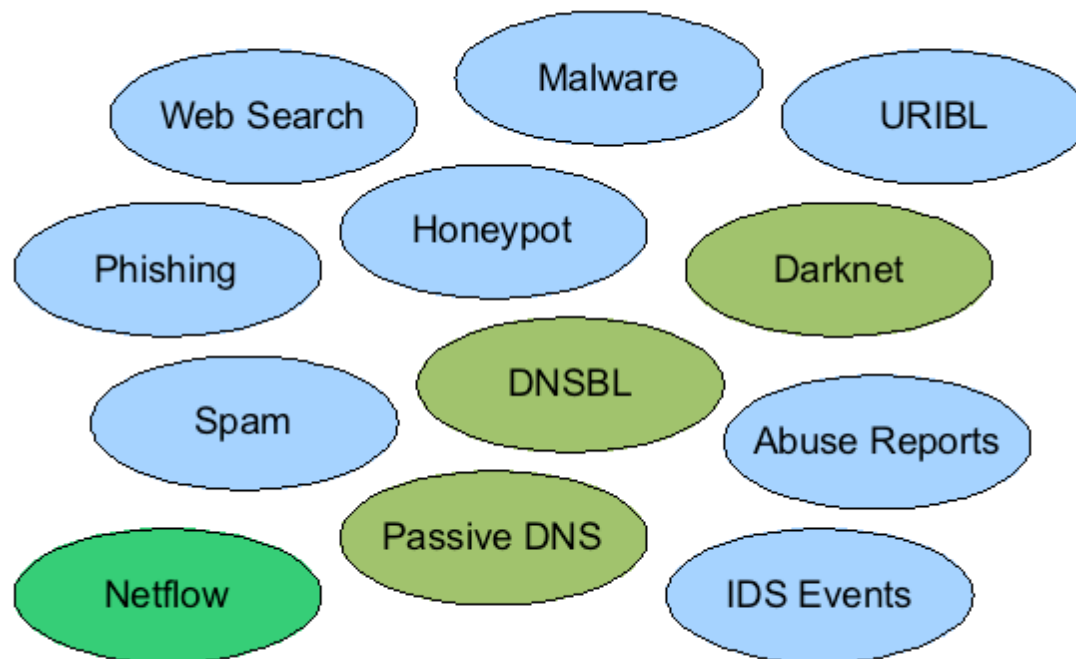 Malware
Web Search
URIBL
Honeypot
Phishing
Darknet
DNSBL
Spam
Abuse Reports
Passive DNS
Netflow
IDS Events